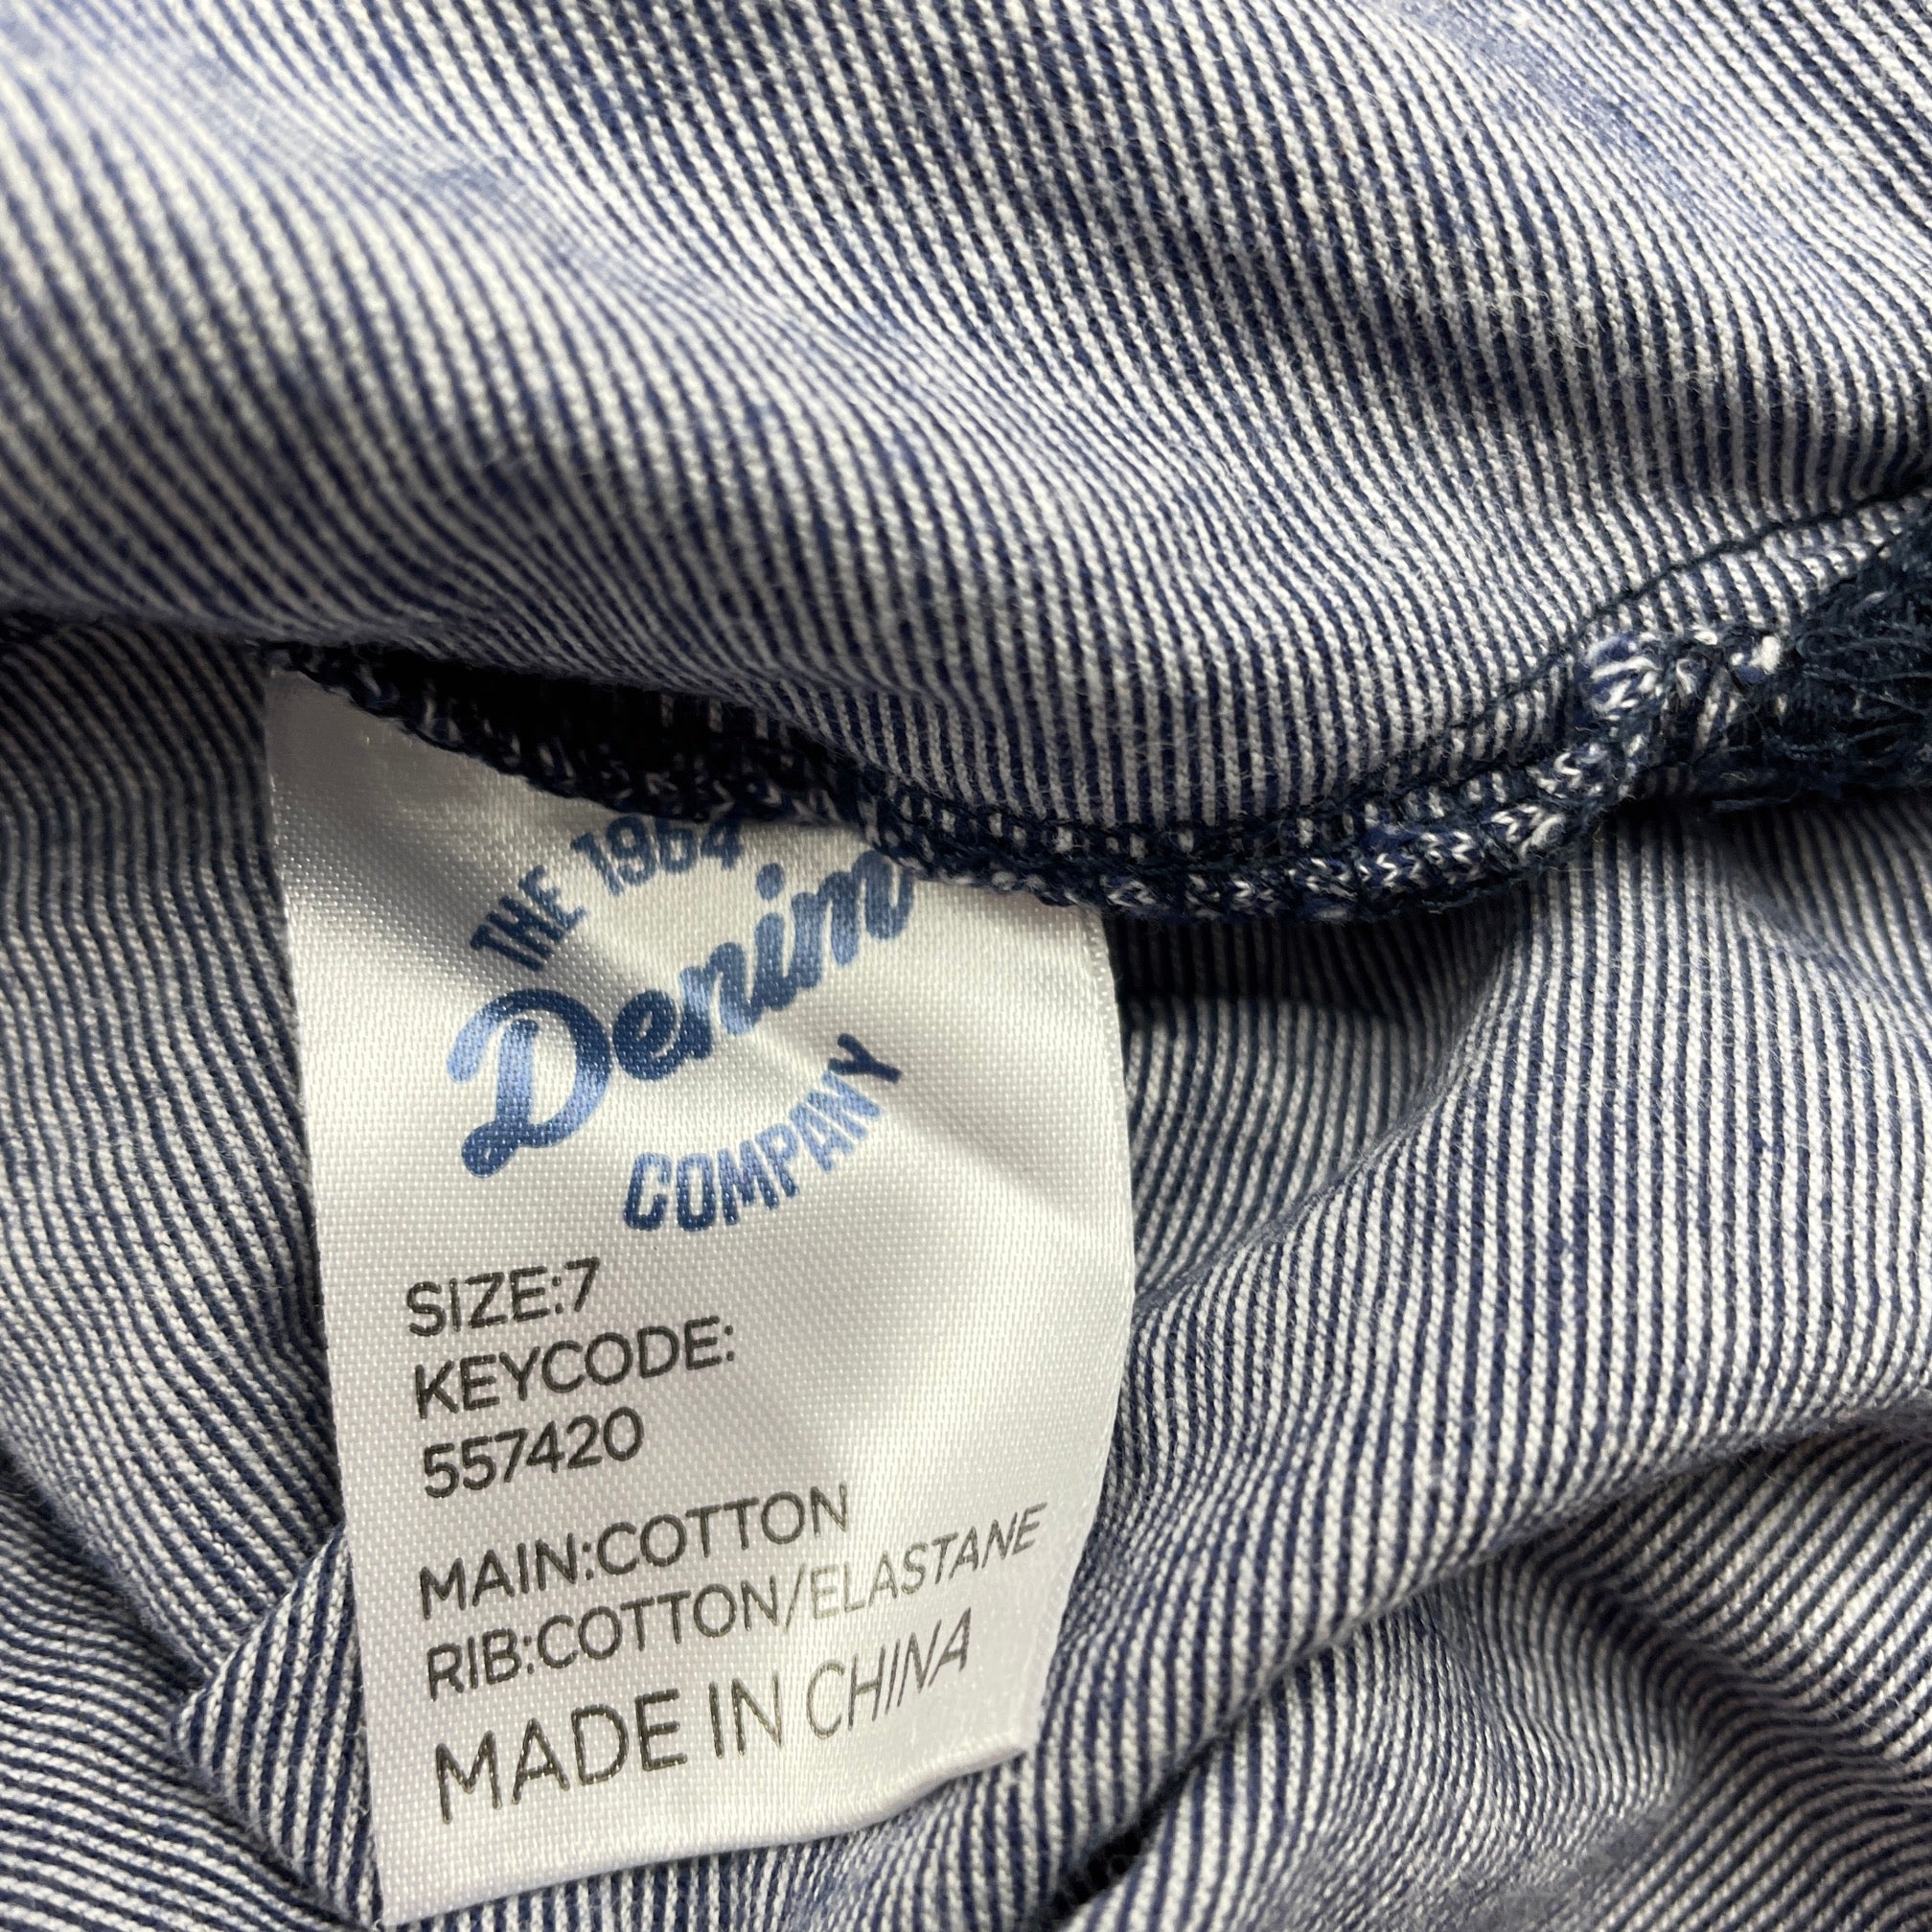 THE 1964
Denim
COMPANY
SIZE:7
KEYCODE:
557420
MAIN:COTTON
RIB:COTTON/ELASTANE
MADE IN CHINA